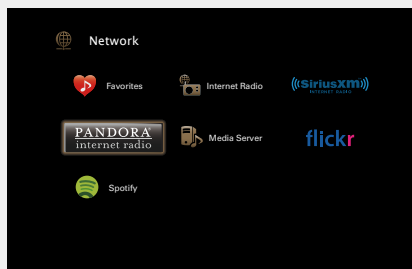 Network
Favorites
Internet Radio
((SiriusXM))
INTERNET RADIO
PANDORA®
internet radio
Media Server
flickr
Spotify